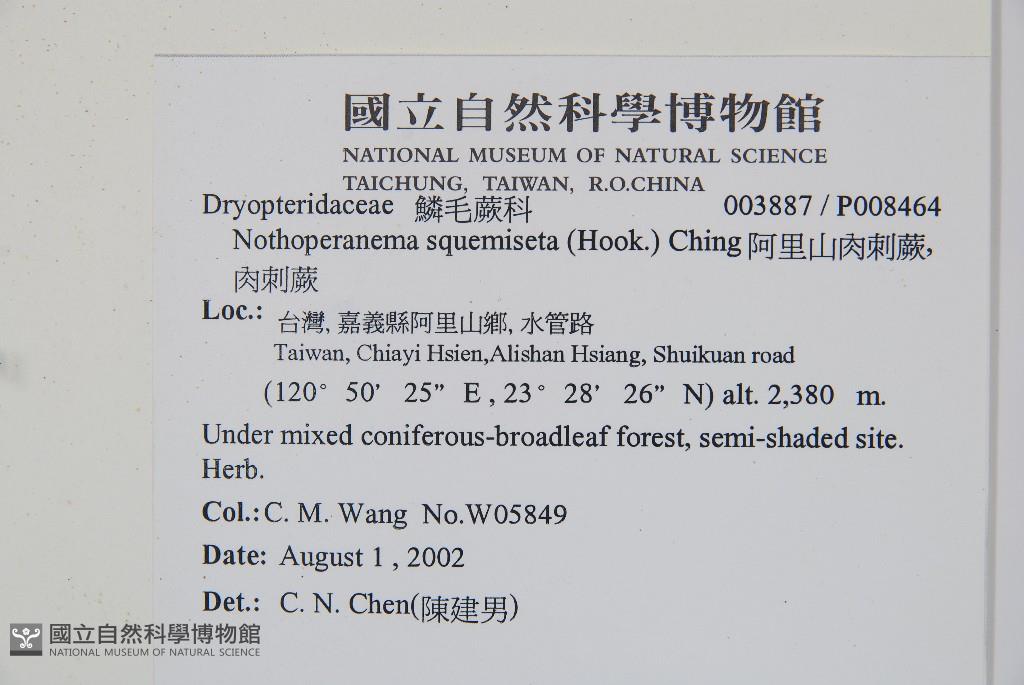 國立自然科學博物館
NATIONAL MUSEUM OF NATURAL SCIENCE
TAICHUNG, TAIWAN, R.O.CHINA
Dryopteridaceae 鱗毛蕨科 003887 / P008464
Nothoperanema squemiseta (Hook.) Ching 阿里山肉刺蕨,
肉刺蕨
Loc.: 台灣, 嘉義縣阿里山鄉, 水管路
Taiwan, Chiayi Hsien,Alishan Hsiang, Shuikuan road
(120° 50’ 25” E , 23° 28’ 26” N) alt. 2,380 m.
Under mixed coniferous-broadleaf forest, semi-shaded site.
Herb.
Col.: C. M. Wang No.W05849
Date: August 1 , 2002
Det.: C. N. Chen(陳建男)
國立自然科學博物館
NATIONAL MUSEUM OF NATURAL SCIENCE